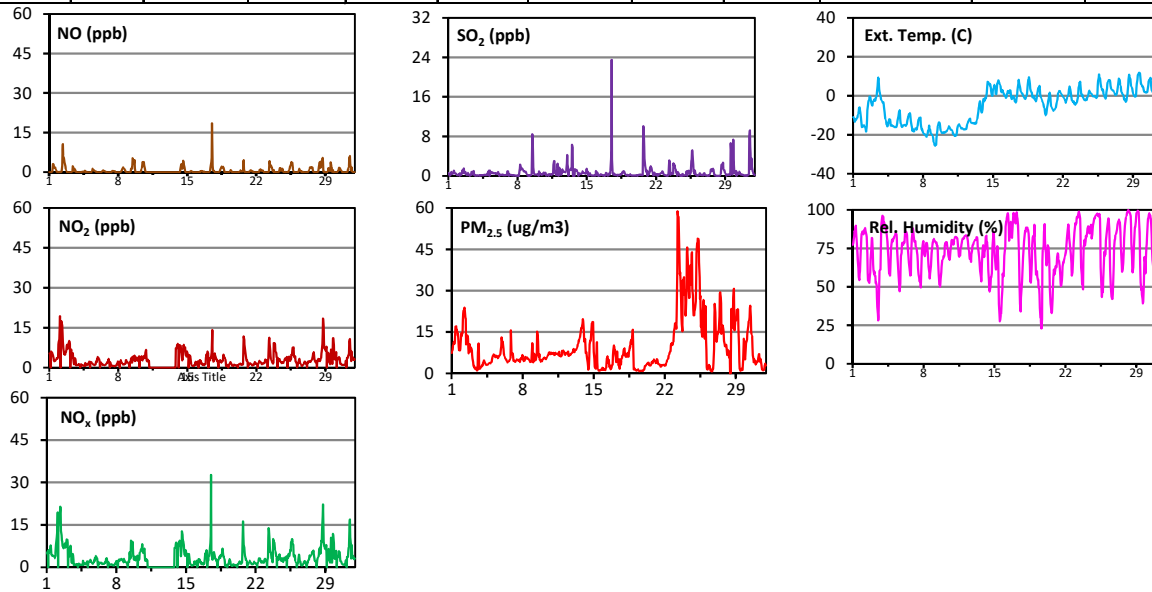 NO (ppb)
60
45
30
15
0
1 8 15 22 29
SO2 (ppb)
32
24
16
8
0
1 8 15 22 29
Ext. Temp. (C)
40
20
0
-20
-40
1 8 15 22 29
NO2 (ppb)
60
45
30
15
0
1 8 15 22 29
Axis Title
PM2.5 (ug/m3)
60
45
30
15
0
1 8 15 22 29
Rel. Humidity (%)
100
75
50
25
0
1 8 15 22 29
NOx (ppb)
60
45
30
15
0
1 8 15 22 29